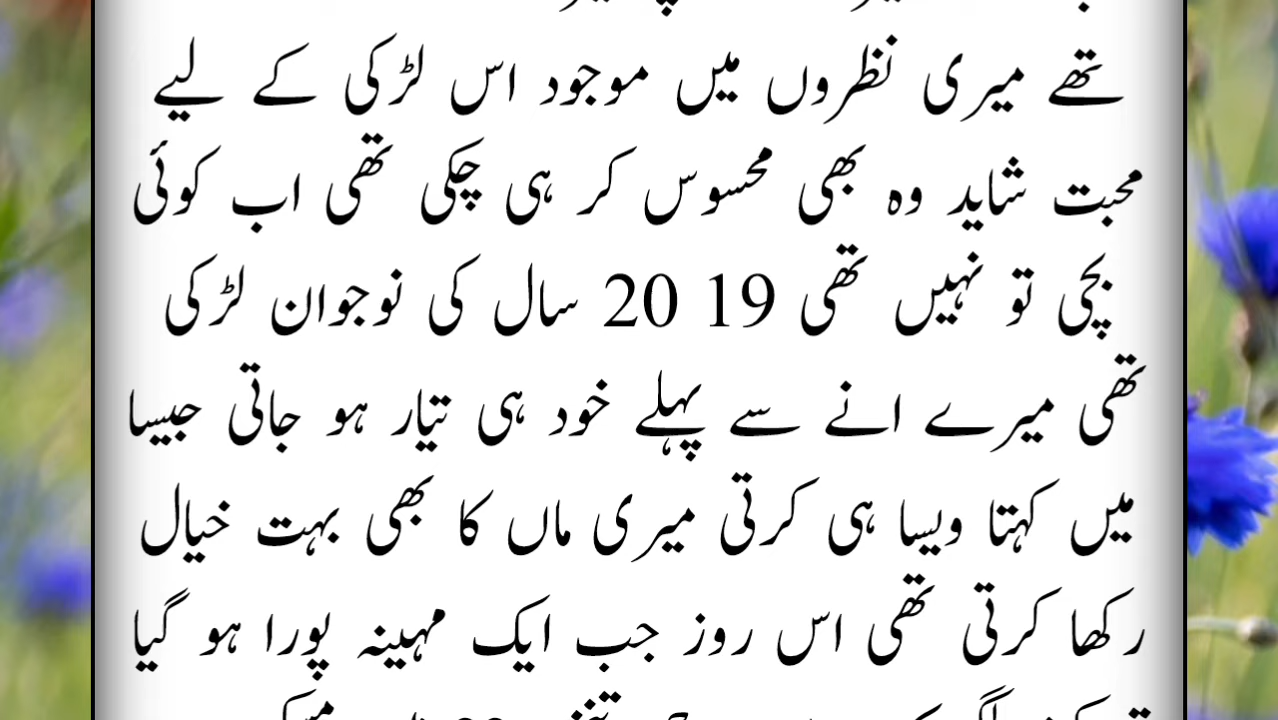 تھے میری نظروں میں موجود اس لڑکی کے لیے
محبت شاید وہ بھی محسوس کر ہی چکی تھی اب کوئی
بچی تو نہیں تھی 19 20 سال کی نوجوان لڑکی
تھی میرے انے سے پہلے خود ہی تیار ہو جاتی جیسا
میں کہتا ویسا ہی کرتی میری ماں کا بھی بہت خیال
رکھا کرتی تھی اس روز جب ایک مہینہ پورا ہو گیا